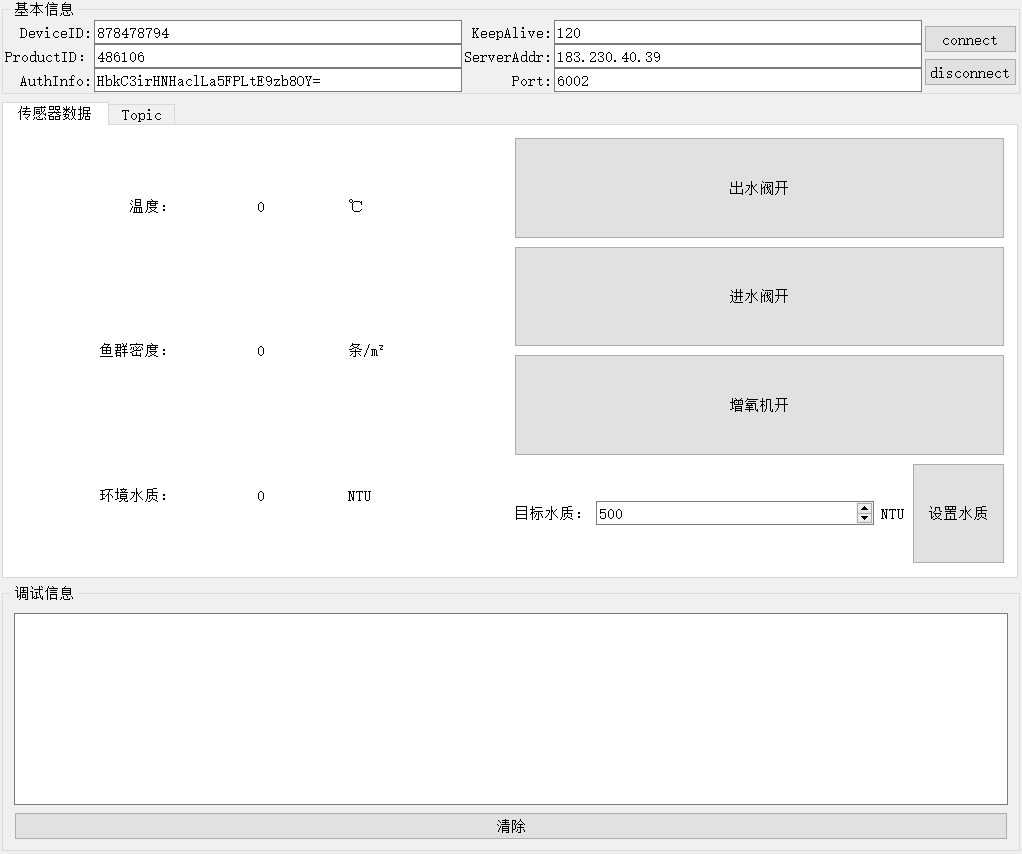 基本信息
DeviceID: 878478794 KeepAlive: 120 connect
ProductID: 486106 ServerAddr: 183.230.40.39
AuthInfo: HbkC3irHNHaclLa5FPLtE9zb8OY= Port: 6002 disconnect
传感器数据 Topic
出水阀开
温度: 0 ℃
进水阀开
鱼群密度: 0 条/m²
增氧机开
环境水质: 0 NTU
目标水质: 500 NTU 设置水质
调试信息
清除